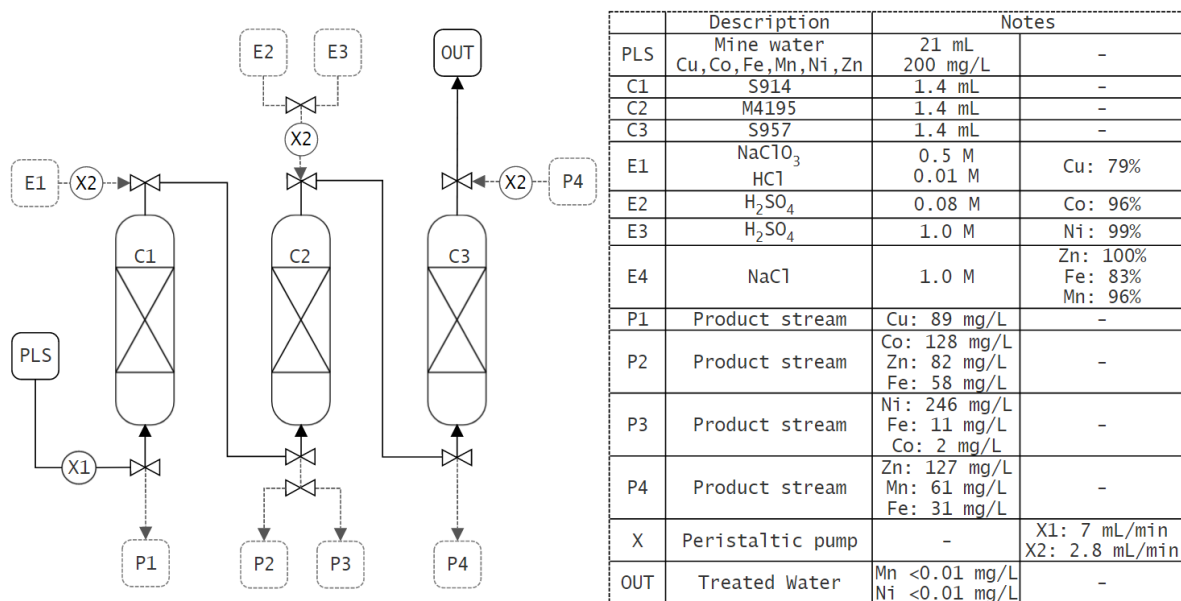 E2 E3 OUT
X2
E1 X2 X2 P4
C1 C2 C3
PLS
X1
P1 P2 P3 P4
Description Notes
PLS Mine water 21 mL –
Cu,Co,Fe,Mn,Ni,Zn 200 mg/L
C1 S914 1.4 mL –
C2 M4195 1.4 mL –
C3 S957 1.4 mL –
E1 NaClO₃ 0.5 M Cu: 79%
HCl 0.01 M
E2 H₂SO₄ 0.08 M Co: 96%
E3 H₂SO₄ 1.0 M Ni: 99%
E4 NaCl 1.0 M Zn: 100%
Fe: 83%
Mn: 96%
P1 Product stream Cu: 89 mg/L –
P2 Product stream Co: 128 mg/L –
Zn: 82 mg/L
Fe: 58 mg/L
P3 Product stream Ni: 246 mg/L –
Fe: 11 mg/L
Co: 2 mg/L
P4 Product stream Zn: 127 mg/L –
Mn: 61 mg/L
Fe: 31 mg/L
X Peristaltic pump – X1: 7 mL/min
X2: 2.8 mL/min
OUT Treated Water Mn <0.01 mg/L –
Ni <0.01 mg/L